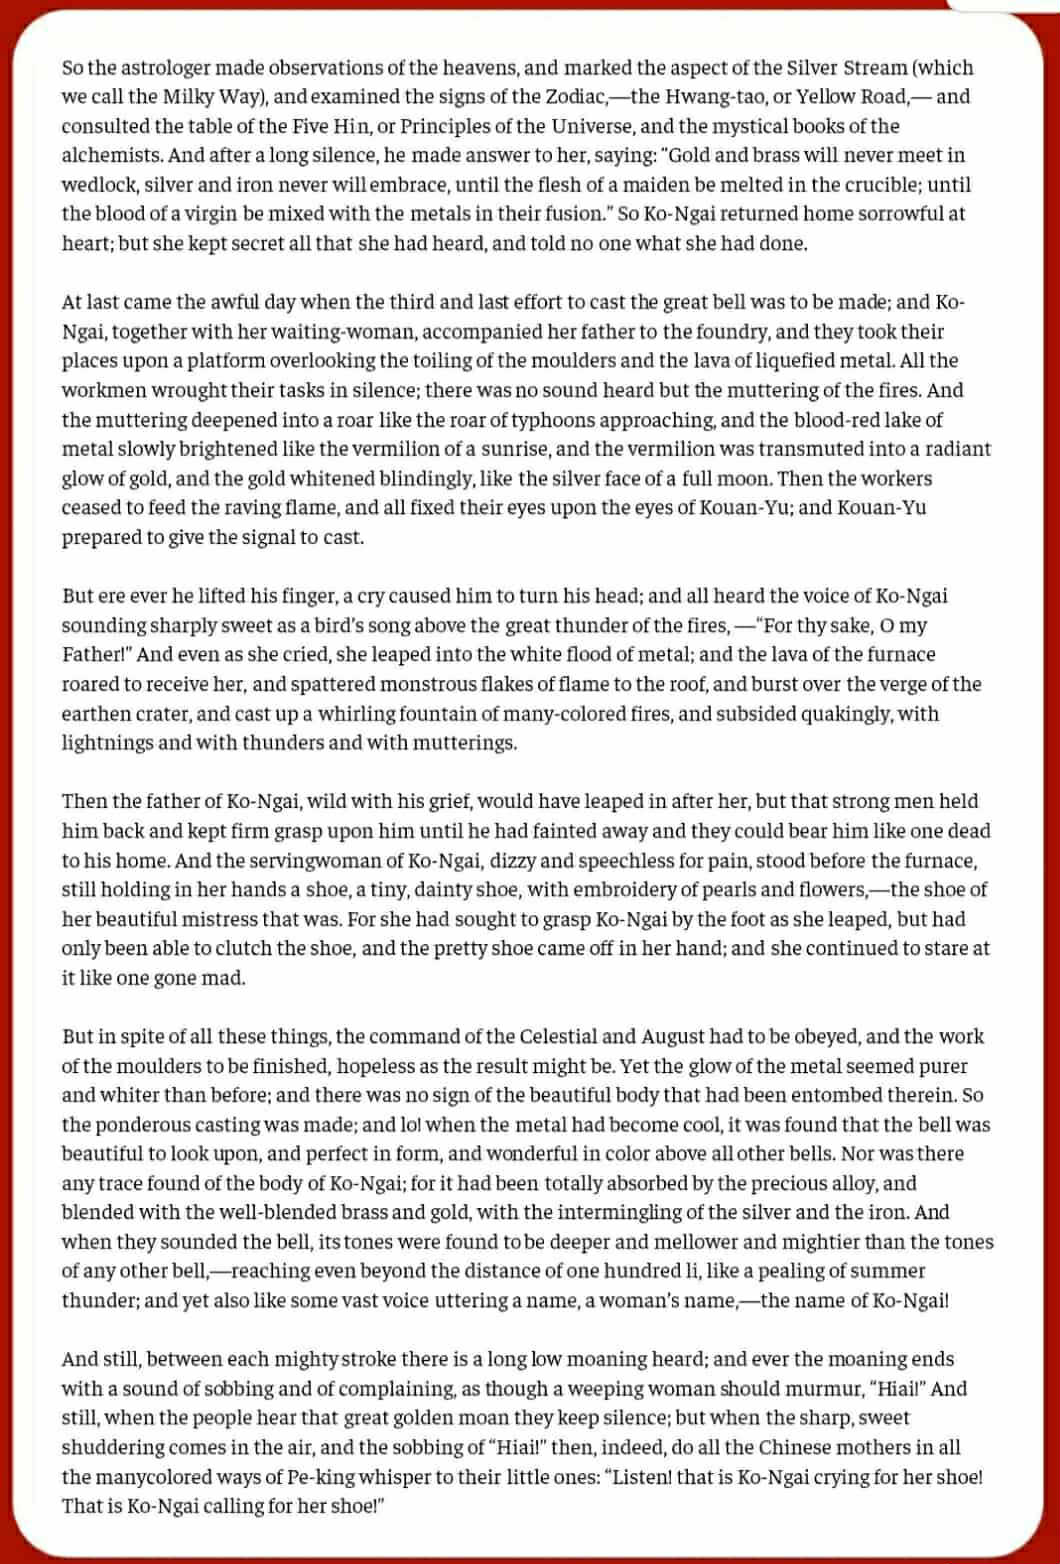 So the astrologer made observations of the heavens, and marked the aspect of the Silver Stream (which
we call the Milky Way), and examined the signs of the Zodiac,—the Hwang-tao, or Yellow Road,— and
consulted the table of the Five Hin, or Principles of the Universe, and the mystical books of the
alchemists. And after a long silence, he made answer to her, saying: “Gold and brass will never meet in
wedlock, silver and iron never will embrace, until the flesh of a maiden be melted in the crucible; until
the blood of a virgin be mixed with the metals in their fusion.” So Ko-Ngai returned home sorrowful at
heart; but she kept secret all that she had heard, and told no one what she had done.

At last came the awful day when the third and last effort to cast the great bell was to be made; and Ko-
Ngai, together with her waiting-woman, accompanied her father to the foundry, and they took their
places upon a platform overlooking the toiling of the moulders and the lava of liquefied metal. All the
workmen wrought their tasks in silence; there was no sound heard but the muttering of the fires. And
the muttering deepened into a roar like the roar of typhoons approaching, and the blood-red lake of
metal slowly brightened like the vermilion of a sunrise, and the vermilion was transmuted into a radiant
glow of gold, and the gold whitened blindingly, like the silver face of a full moon. Then the workers
ceased to feed the raving flame, and all fixed their eyes upon the eyes of Kouan-Yu; and Kouan-Yu
prepared to give the signal to cast.

But ere ever he lifted his finger, a cry caused him to turn his head; and all heard the voice of Ko-Ngai
sounding sharply sweet as a bird’s song above the great thunder of the fires, —“For thy sake, O my
Father!” And even as she cried, she leaped into the white flood of metal; and the lava of the furnace
roared to receive her, and spattered monstrous flakes of flame to the roof, and burst over the verge of the
earthen crater, and cast up a whirling fountain of many-colored fires, and subsided quakingly, with
lightnings and with thunders and with mutterings.

Then the father of Ko-Ngai, wild with his grief, would have leaped in after her, but that strong men held
him back and kept firm grasp upon him until he had fainted away and they could bear him like one dead
to his home. And the servingwoman of Ko-Ngai, dizzy and speechless for pain, stood before the furnace,
still holding in her hands a shoe, a tiny, dainty shoe, with embroidery of pearls and flowers,—the shoe of
her beautiful mistress that was. For she had sought to grasp Ko-Ngai by the foot as she leaped, but had
only been able to clutch the shoe, and the pretty shoe came off in her hand; and she continued to stare at
it like one gone mad.

But in spite of all these things, the command of the Celestial and August had to be obeyed, and the work
of the moulders to be finished, hopeless as the result might be. Yet the glow of the metal seemed purer
and whiter than before; and there was no sign of the beautiful body that had been entombed therein. So
the ponderous casting was made; and lo! when the metal had become cool, it was found that the bell was
beautiful to look upon, and perfect in form, and wonderful in color above all other bells. Nor was there
any trace found of the body of Ko-Ngai; for it had been totally absorbed by the precious alloy, and
blended with the well-blended brass and gold, with the intermingling of the silver and the iron. And
when they sounded the bell, its tones were found to be deeper and mellower and mightier than the tones
of any other bell,—reaching even beyond the distance of one hundred li, like a pealing of summer
thunder; and yet also like some vast voice uttering a name, a woman’s name,—the name of Ko-Ngai!

And still, between each mighty stroke there is a long low moaning heard; and ever the moaning ends
with a sound of sobbing and of complaining, as though a weeping woman should murmur, “Hiai!” And
still, when the people hear that great golden moan they keep silence; but when the sharp, sweet
shuddering comes in the air, and the sobbing of “Hiai!” then, indeed, do all the Chinese mothers in all
the manycolored ways of Pe-king whisper to their little ones: “Listen! that is Ko-Ngai crying for her shoe!
That is Ko-Ngai calling for her shoe!”